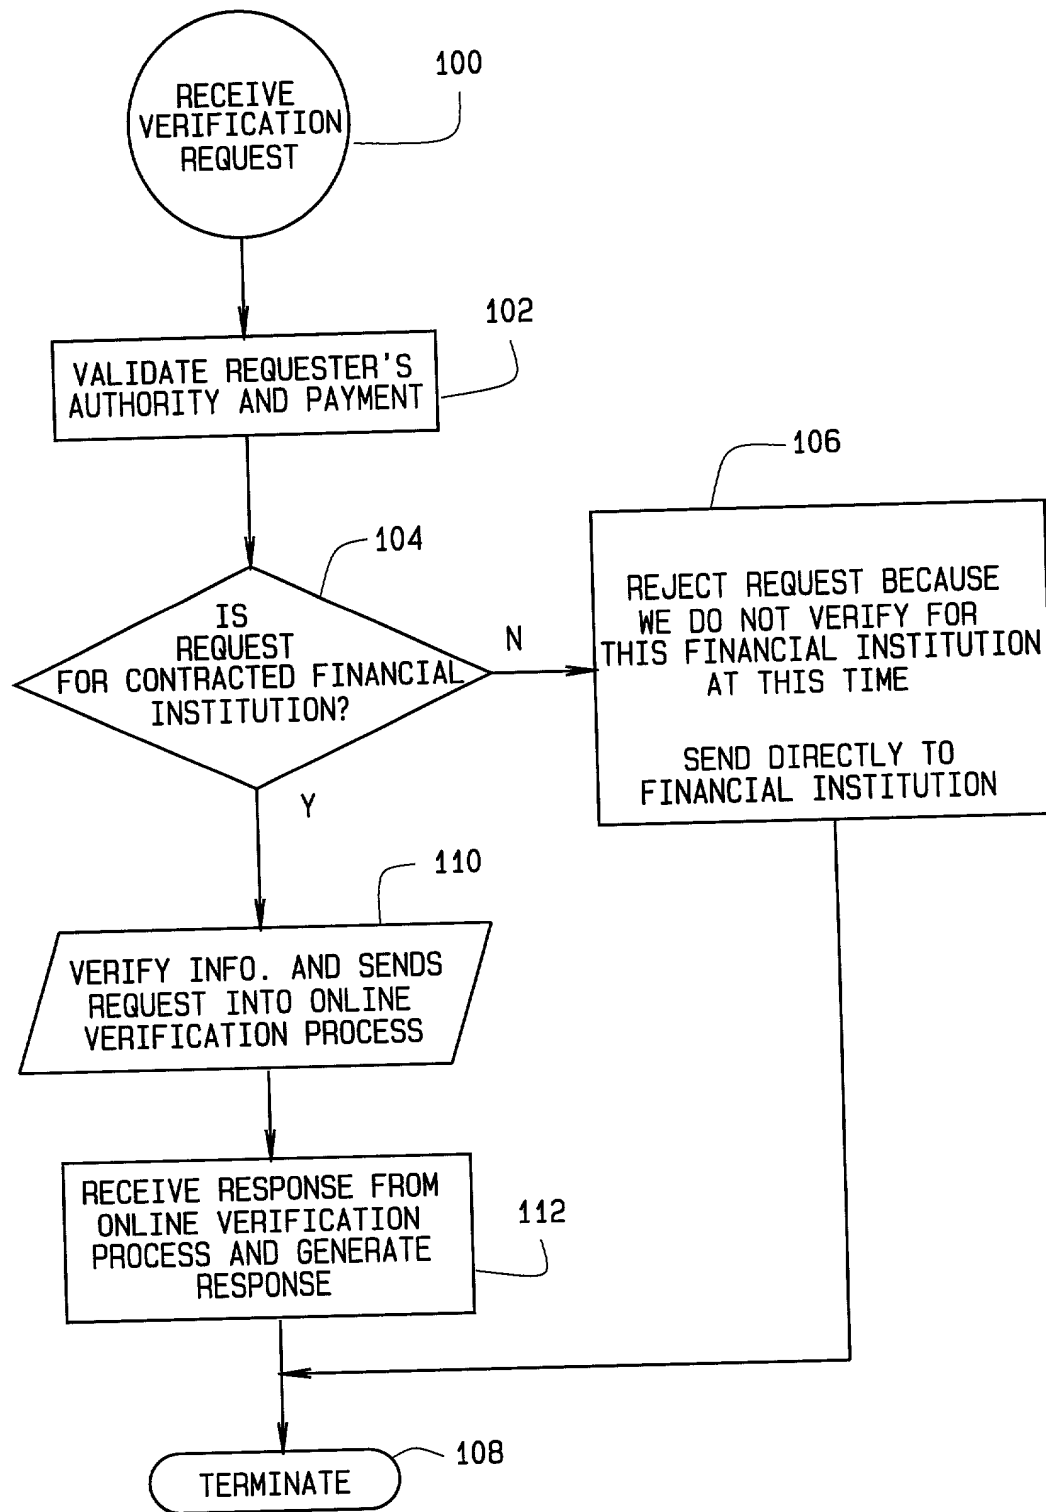 RECEIVE
VERIFICATION
REQUEST
100
VALIDATE REQUESTER'S
AUTHORITY AND PAYMENT
102
IS
REQUEST
FOR CONTRACTED FINANCIAL
INSTITUTION?
104
N
REJECT REQUEST BECAUSE
WE DO NOT VERIFY FOR
THIS FINANCIAL INSTITUTION
AT THIS TIME
SEND DIRECTLY TO
FINANCIAL INSTITUTION
106
Y
VERIFY INFO. AND SENDS
REQUEST INTO ONLINE
VERIFICATION PROCESS
110
RECEIVE RESPONSE FROM
ONLINE VERIFICATION
PROCESS AND GENERATE
RESPONSE
112
TERMINATE
108